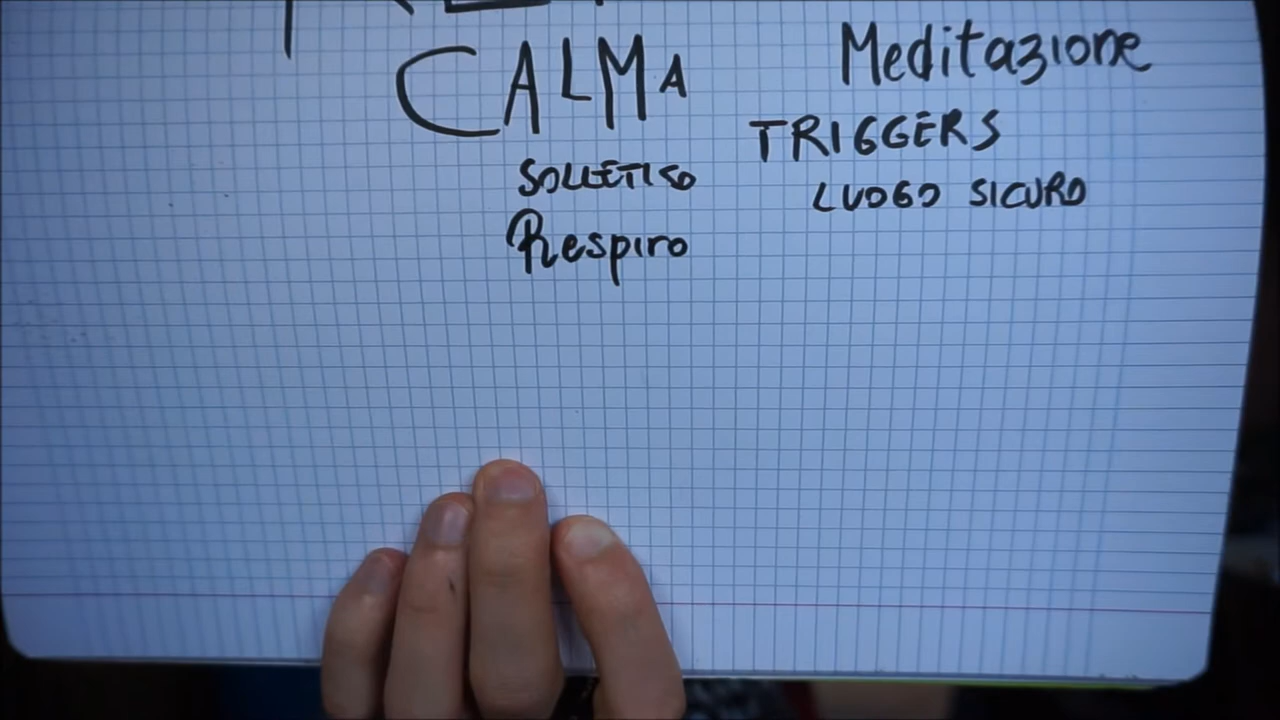 CALMA
SOLLETICO
Respiro
Meditazione
TRIGGERS
LUOGO SICURO